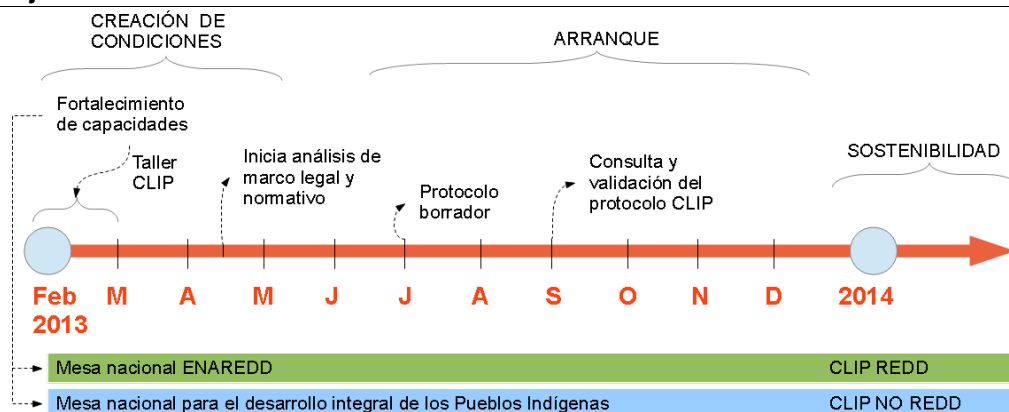 CREACIÓN DE
CONDICIONES
ARRANQUE
Fortalecimiento
de capacidades
Taller
CLIP
Inicia análisis de
marco legal y
normativo
Protocolo
borrador
Consulta y
validación del
protocolo CLIP
SOSTENIBILIDAD
Feb M A M J J A S O N D 2014
2013
Mesa nacional ENAREDD CLIP REDD
Mesa nacional para el desarrollo integral de los Pueblos Indígenas CLIP NO REDD